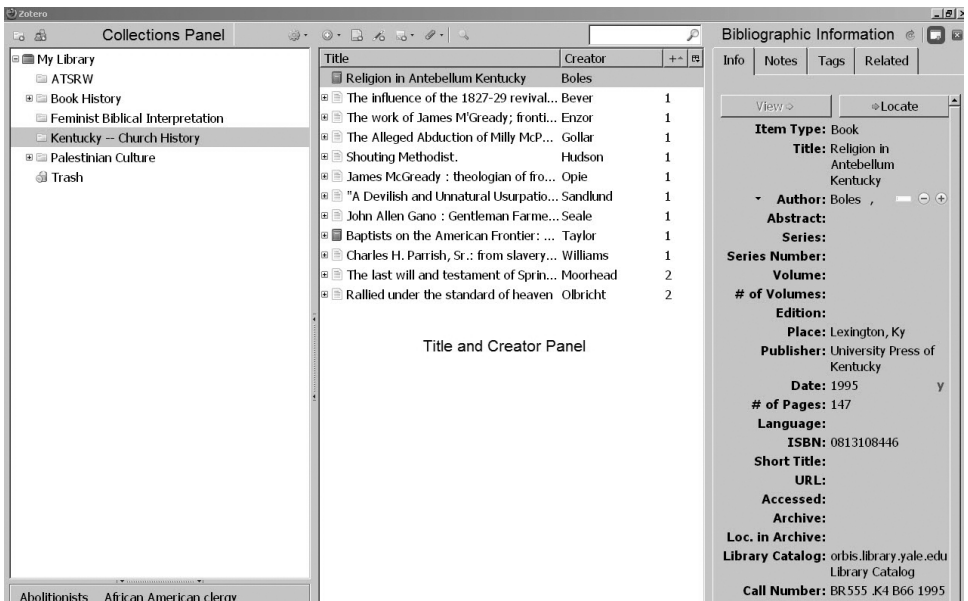 Zotero
Collections Panel
My Library
ATSRW
Book History
Feminist Biblical Interpretation
Kentucky -- Church History
Palestinian Culture
Trash
Abolitionists African American clergy
Title Creator
Religion in Antebellum Kentucky Boles
The influence of the 1827-29 revival... Bever 1
The work of James M'Gready; fronti... Enzor 1
The Alleged Abduction of Milly McP... Gollar 1
Shouting Methodist. Hudson 1
James McGready : theologian of fro... Opie 1
"A Devilish and Unnatural Usurpatio... Sandlund 1
John Allen Gano : Gentleman Farme... Seale 1
Baptists on the American Frontier: ... Taylor 1
Charles H. Parrish, Sr.: from slavery... Williams 1
The last will and testament of Sprin... Moorhead 2
Rallied under the standard of heaven Olbricht 2
Title and Creator Panel
Bibliographic Information
Info Notes Tags Related
View Locate
Item Type: Book
Title: Religion in
Antebellum
Kentucky
Author: Boles ,
Abstract:
Series:
Series Number:
Volume:
# of Volumes:
Edition:
Place: Lexington, Ky
Publisher: University Press of
Kentucky
Date: 1995 y
# of Pages: 147
Language:
ISBN: 0813108446
Short Title:
URL:
Accessed:
Archive:
Loc. in Archive:
Library Catalog: orbis.library.yale.edu
Library Catalog
Call Number: BR555 .K4 B66 1995